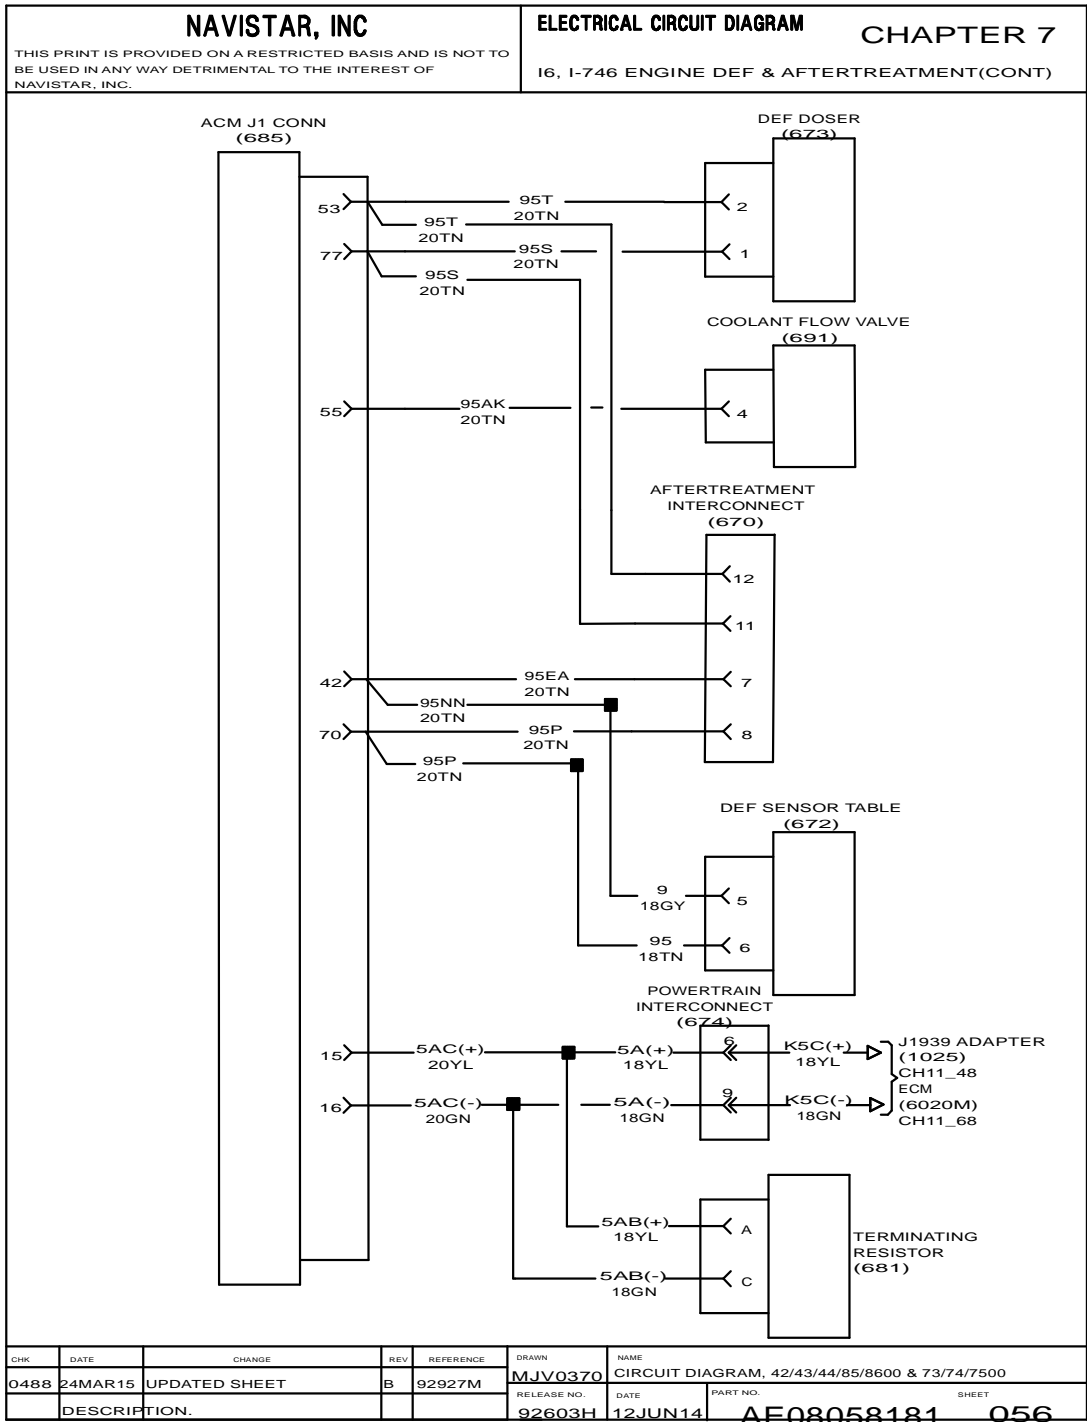 NAVISTAR, INC
THIS PRINT IS PROVIDED ON A RESTRICTED BASIS AND IS NOT TO
BE USED IN ANY WAY DETRIMENTAL TO THE INTEREST OF
NAVISTAR, INC.
ELECTRICAL CIRCUIT DIAGRAM
CHAPTER 7
I6, I-746 ENGINE DEF & AFTERTREATMENT(CONT)
ACM J1 CONN
(685)
DEF DOSER
(673)
53
95T
20TN
2
95T
20TN
77
95S
20TN
1
95S
20TN
COOLANT FLOW VALVE
(691)
55
95AK
20TN
4
AFTERTREATMENT
INTERCONNECT
(670)
12
11
42
95EA
20TN
7
95NN
20TN
70
95P
20TN
8
95P
20TN
DEF SENSOR TABLE
(672)
9
18GY
5
95
18TN
6
POWERTRAIN
INTERCONNECT
(674)
15
5AC(+)
20YL
5A(+)
18YL
6
K5C(+)
18YL
16
5AC(-)
20GN
5A(-)
18GN
9
K5C(-)
18GN
J1939 ADAPTER
(1025)
CH11_48
ECM
(6020M)
CH11_68
5AB(+)
18YL
A
5AB(-)
18GN
C
TERMINATING
RESISTOR
(681)
CHK DATE CHANGE REV REFERENCE
0488 24MAR15 UPDATED SHEET B 92927M
DESCRIPTION.
DRAWN
MJV0370
NAME
CIRCUIT DIAGRAM, 42/43/44/85/8600 & 73/74/7500
RELEASE NO.
92603H
DATE
12JUN14
PART NO.
AF08058181
SHEET
056